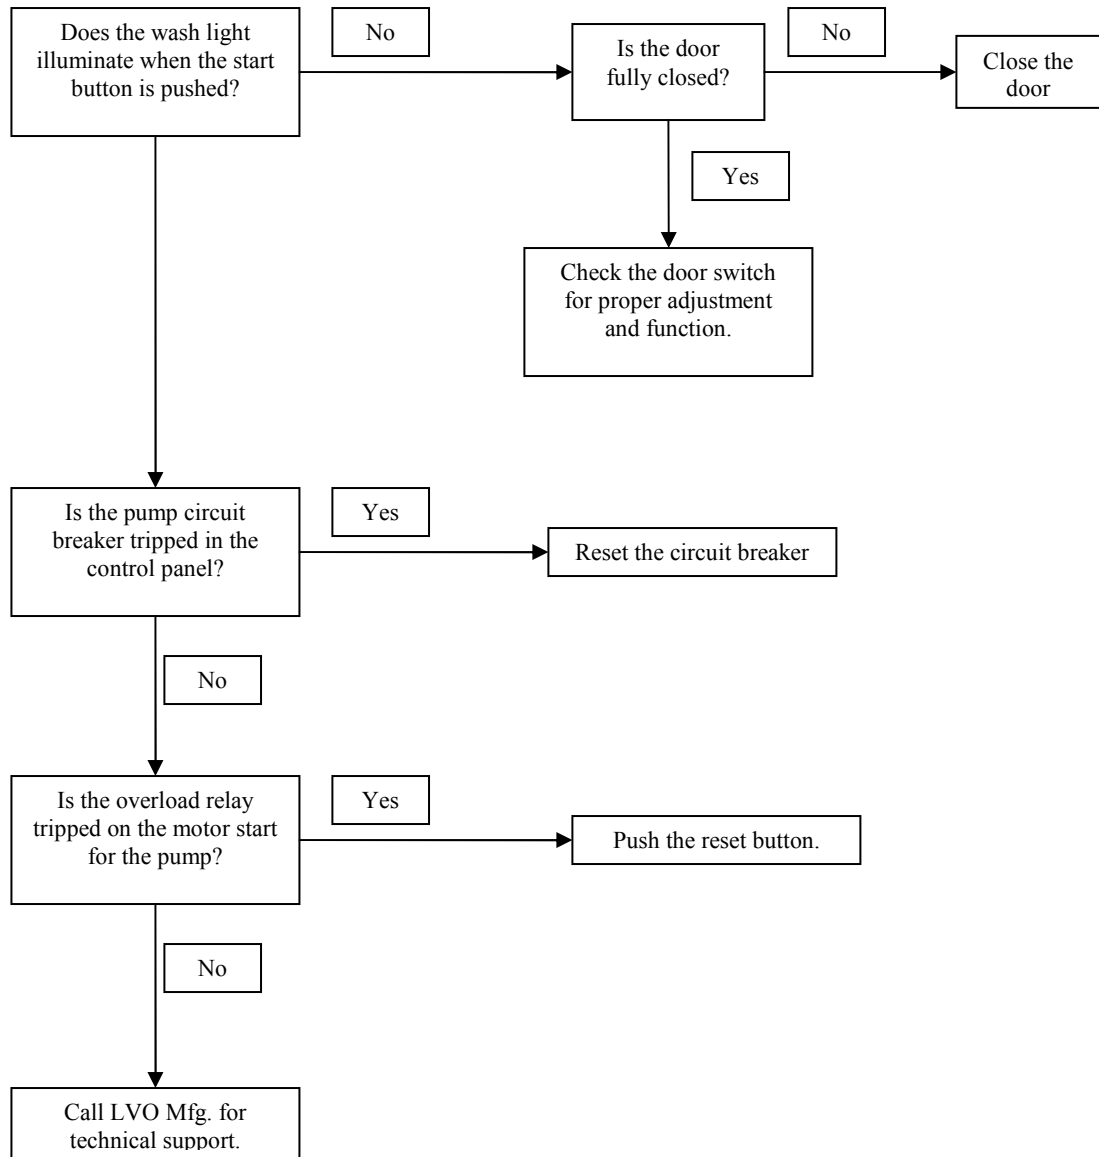 Does the wash light
illuminate when the start
button is pushed?
No
Is the door
fully closed?
No
Close the
door
Yes
Check the door switch
for proper adjustment
and function.
Is the pump circuit
breaker tripped in the
control panel?
Yes
Reset the circuit breaker
No
Is the overload relay
tripped on the motor start
for the pump?
Yes
Push the reset button.
No
Call LVO Mfg. for
technical support.